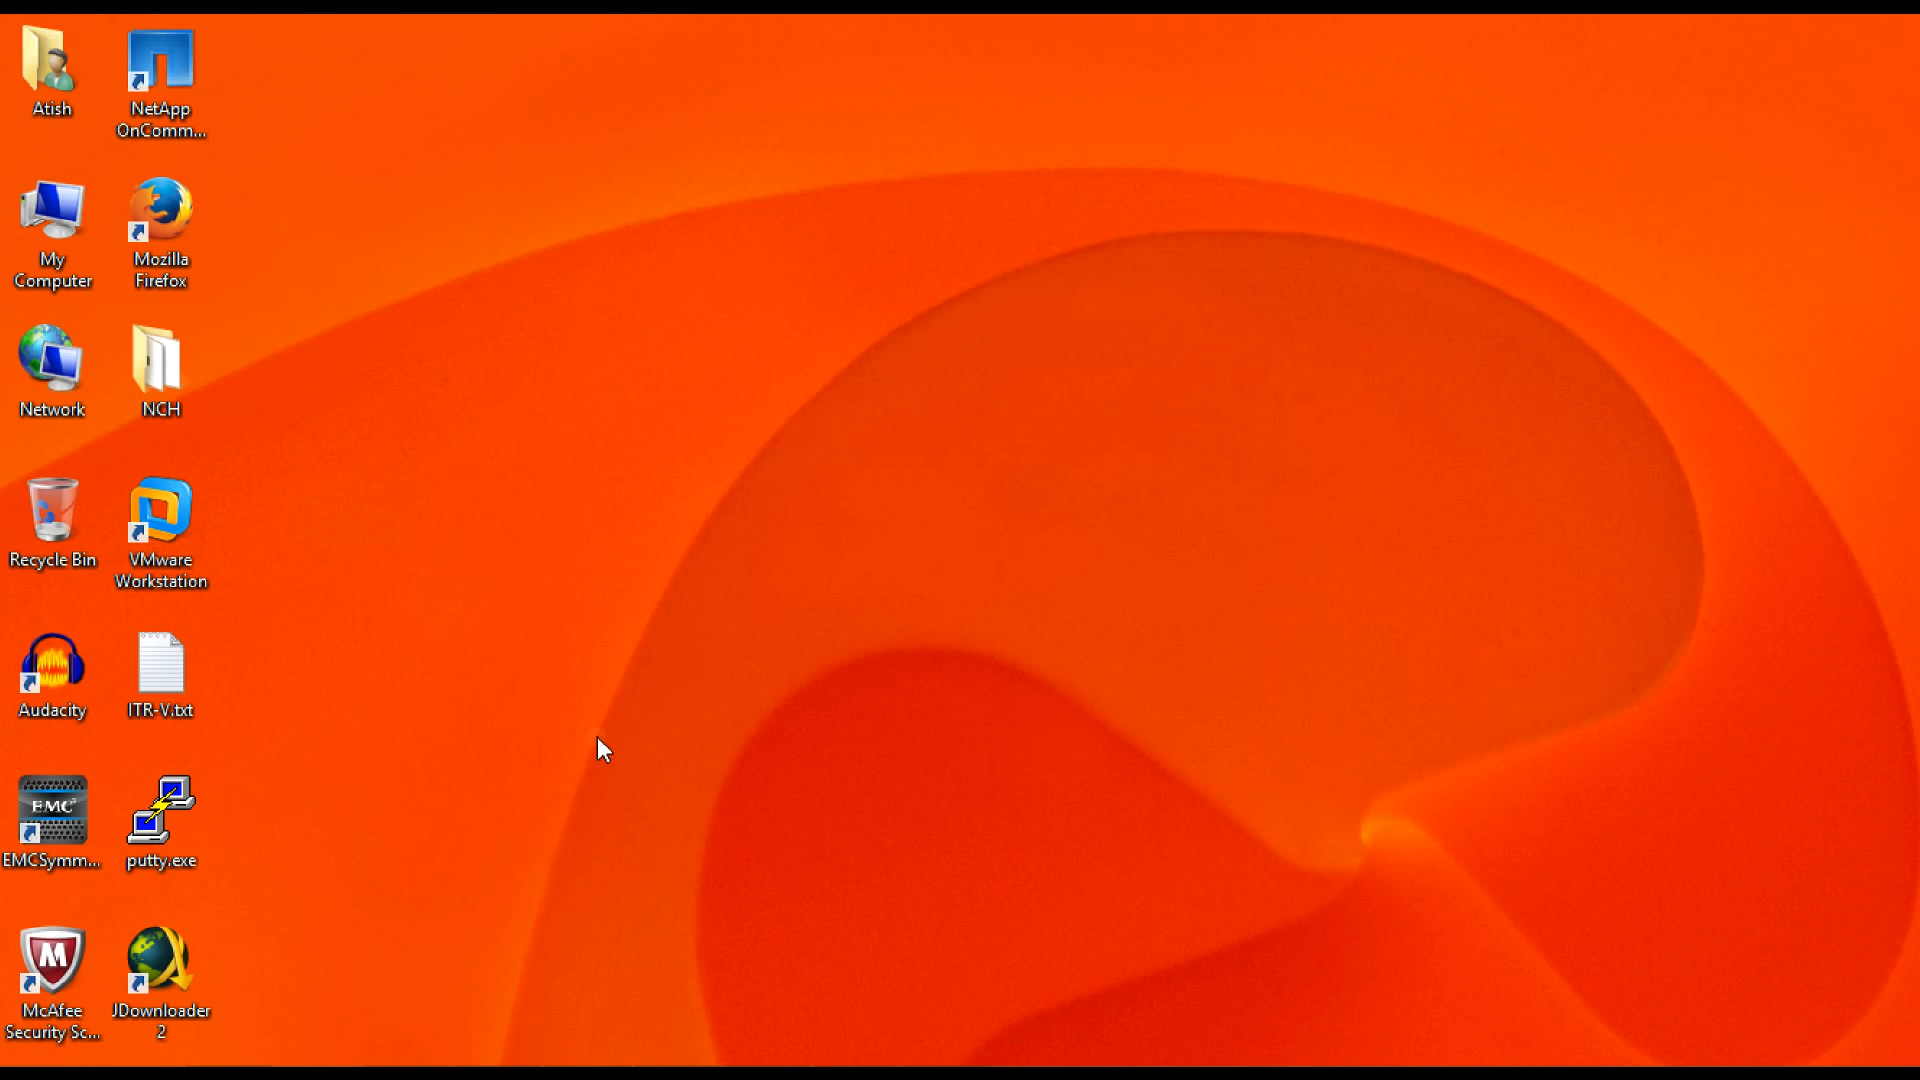 Atish
NetApp
OnComm...
My
Computer
Mozilla
Firefox
Network
NCH
Recycle Bin
VMware
Workstation
Audacity
ITR-V.txt
EMC²
EMCSymm...
putty.exe
M
McAfee
Security Sc...
JDownloader
2